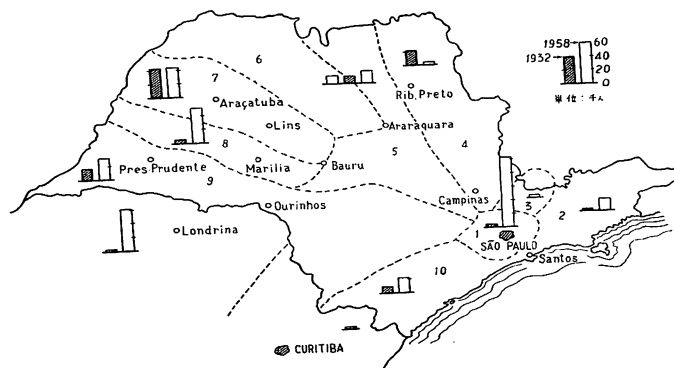 1958
1932
60
40
20
0
単位:千人
6
7
Araçatuba
Rib. Preto
Lins
Araraquara
8
5
4
Pres Prudente
Marilia
Bauru
9
Campinas
Ourinhos
3
2
1
SÃO PAULO
Londrina
Santos
10
CURITIBA